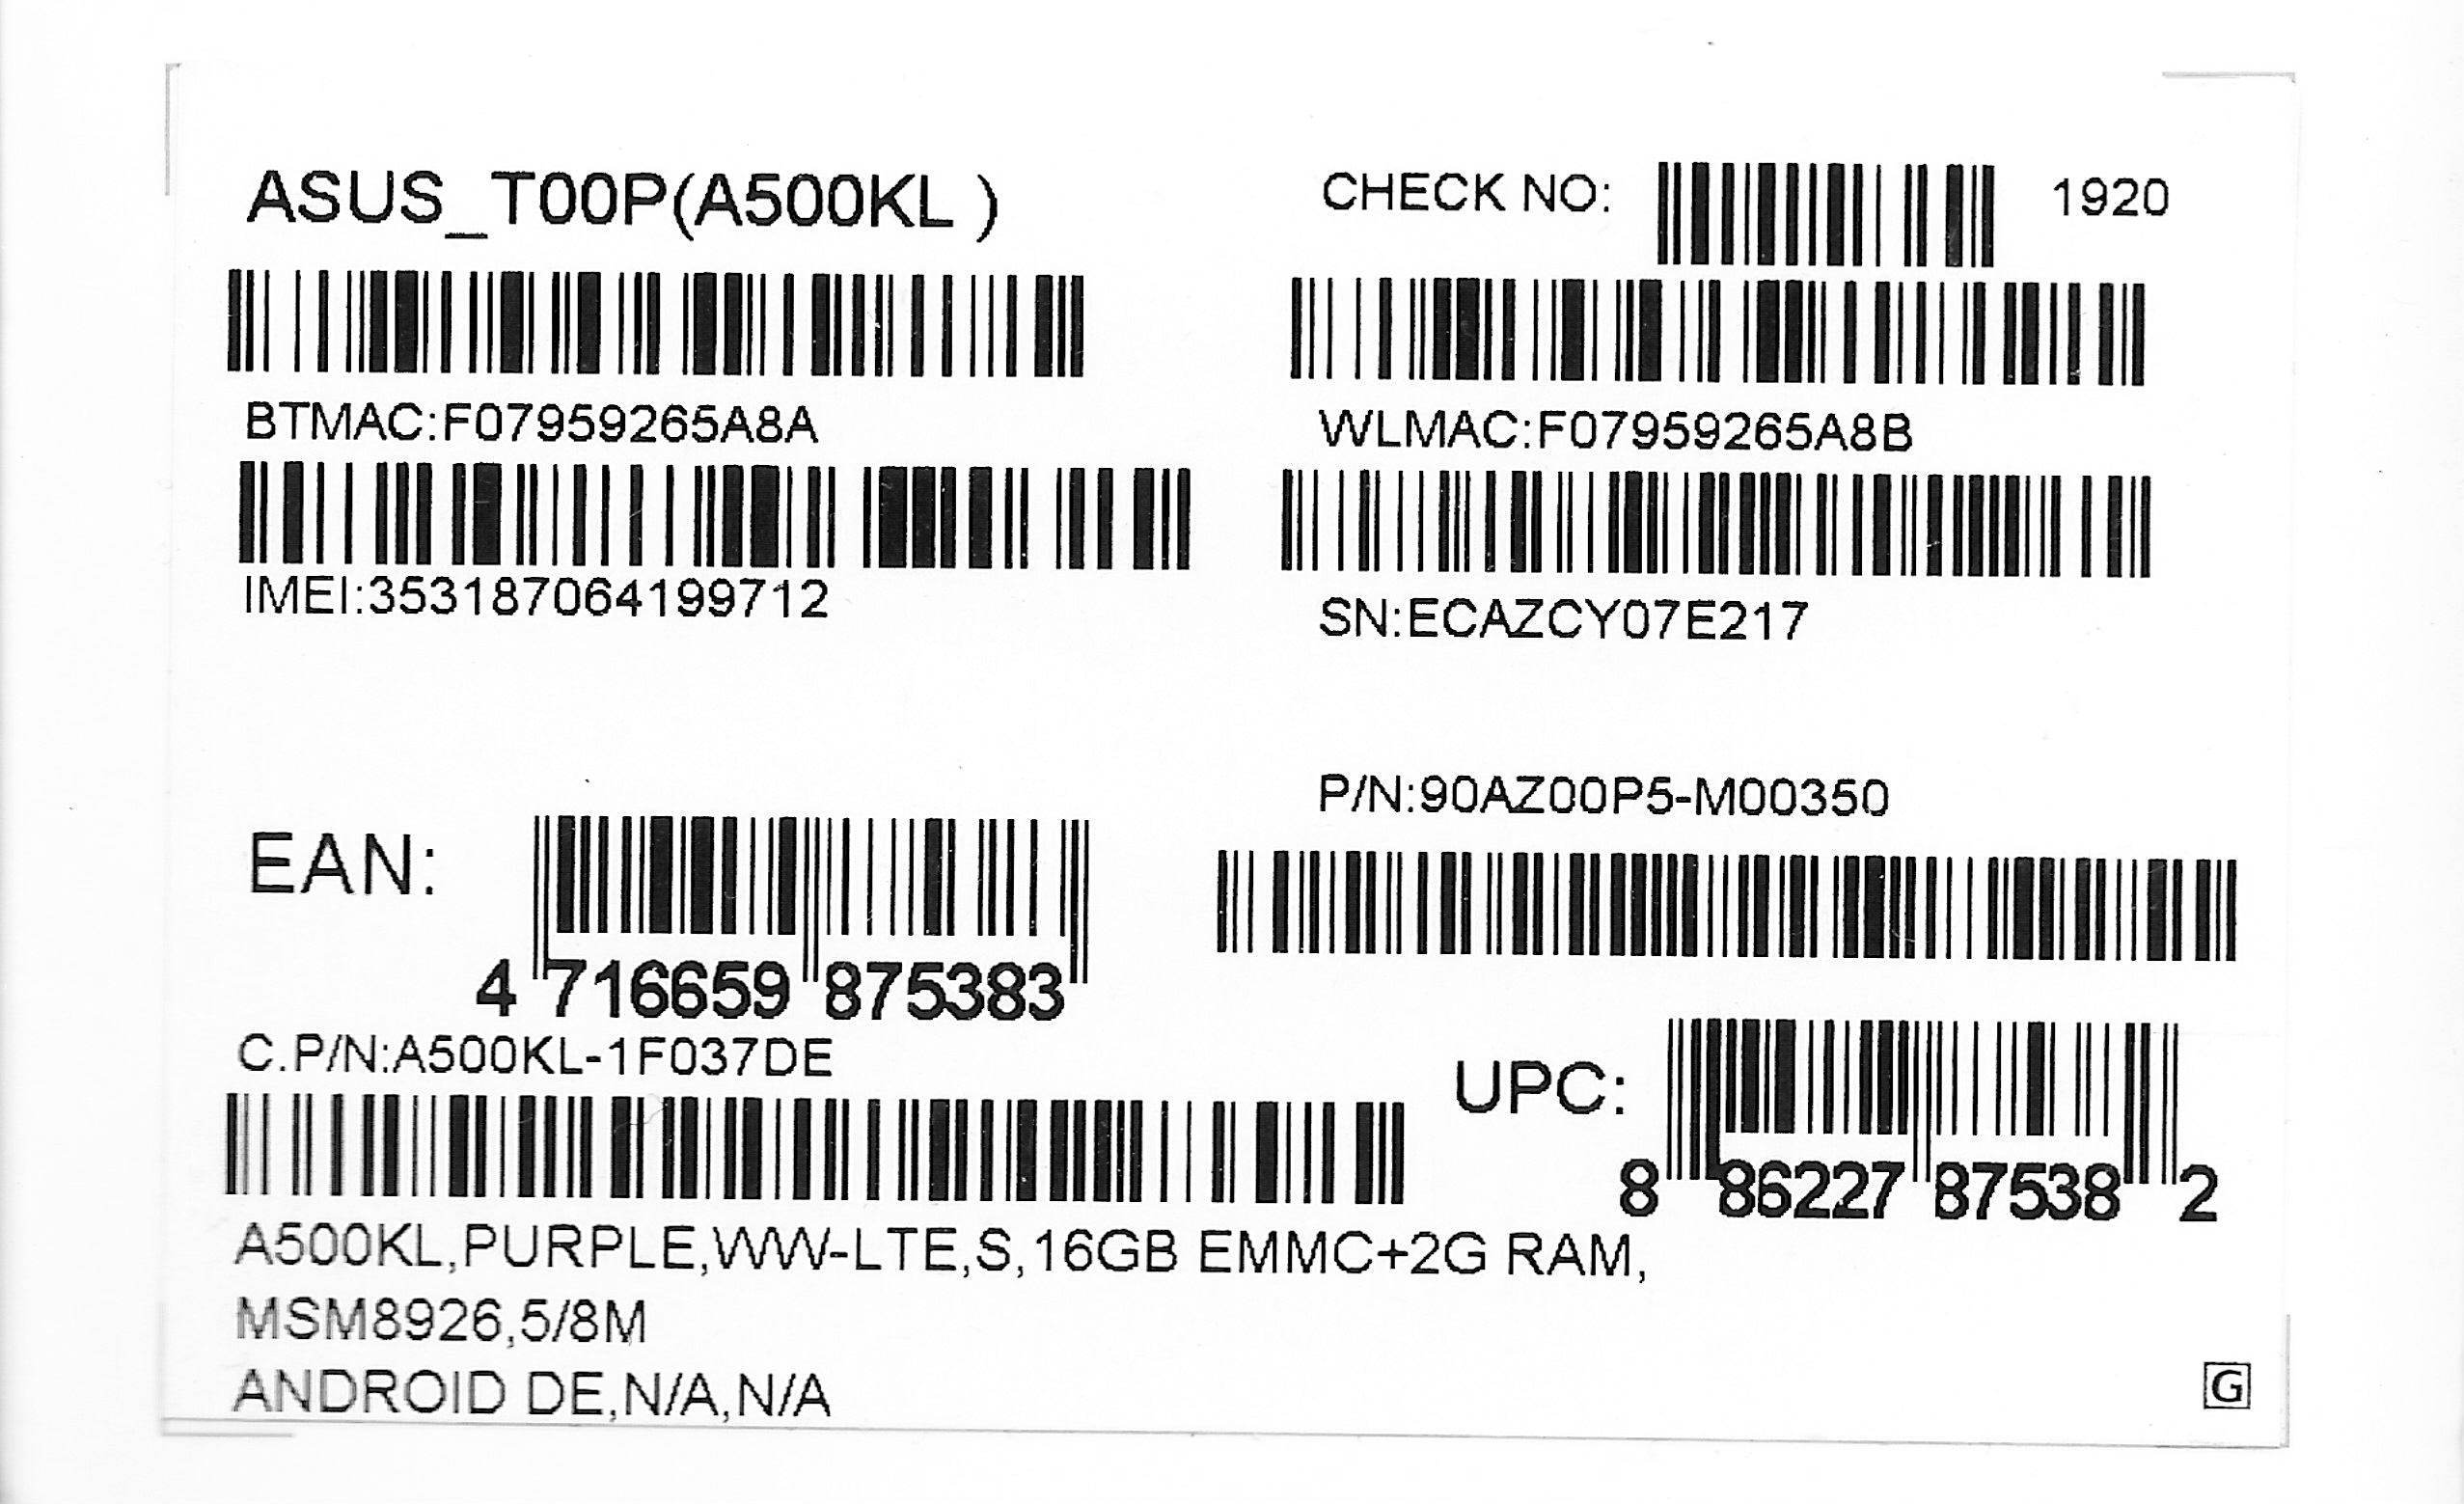 ASUS_T00P(A500KL )
CHECK NO: 1920
BTMAC:F07959265A8A
WLMAC:F07959265A8B
IMEI:353187064199712
SN:ECAZCY07E217
P/N:90AZ00P5-M00350
EAN:
4 716659 875383
C.P/N:A500KL-1F037DE
UPC:
8 86227 87538 2
A500KL,PURPLE,WW-LTE,S,16GB EMMC+2G RAM,
MSM8926,5/8M
ANDROID DE,N/A,N/A
G